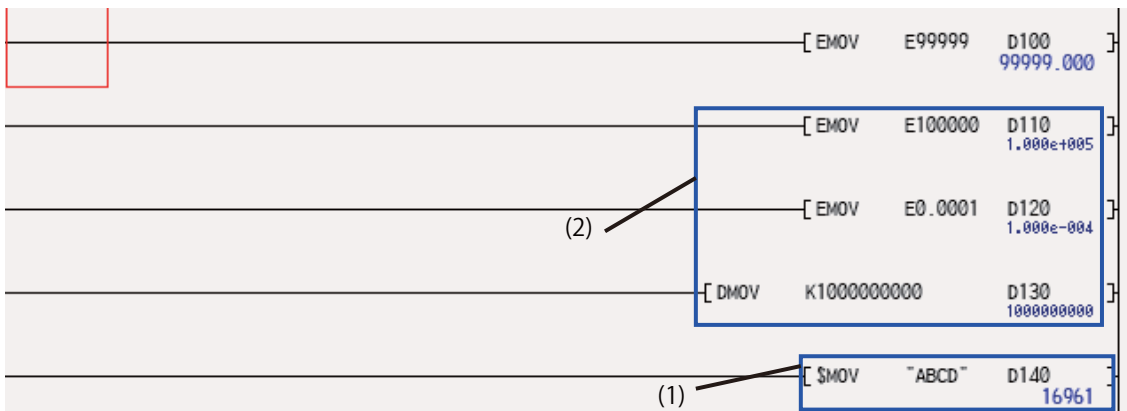 [ EMOV E99999 D100 ]
99999.000
[ EMOV E100000 D110 ]
1.000e+005
[ EMOV E0.0001 D120 ]
1.000e-004
(2)
[ DMOV K1000000000 D130 ]
1000000000
[ $MOV "ABCD" D140 ]
16961
(1)